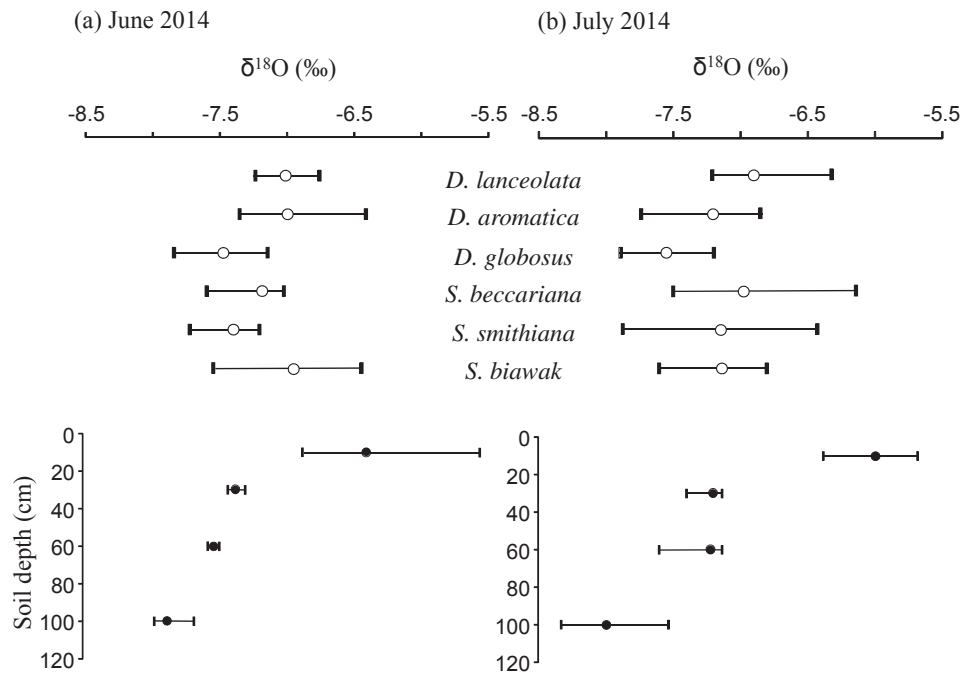 (a) June 2014
(b) July 2014
δ¹⁸O (‰)
δ¹⁸O (‰)
-8.5 -7.5 -6.5 -5.5
-8.5 -7.5 -6.5 -5.5
D. lanceolata
D. aromatica
D. globosus
S. beccariana
S. smithiana
S. biawak
Soil depth (cm)
0
20
40
60
80
100
120
0
20
40
60
80
100
120